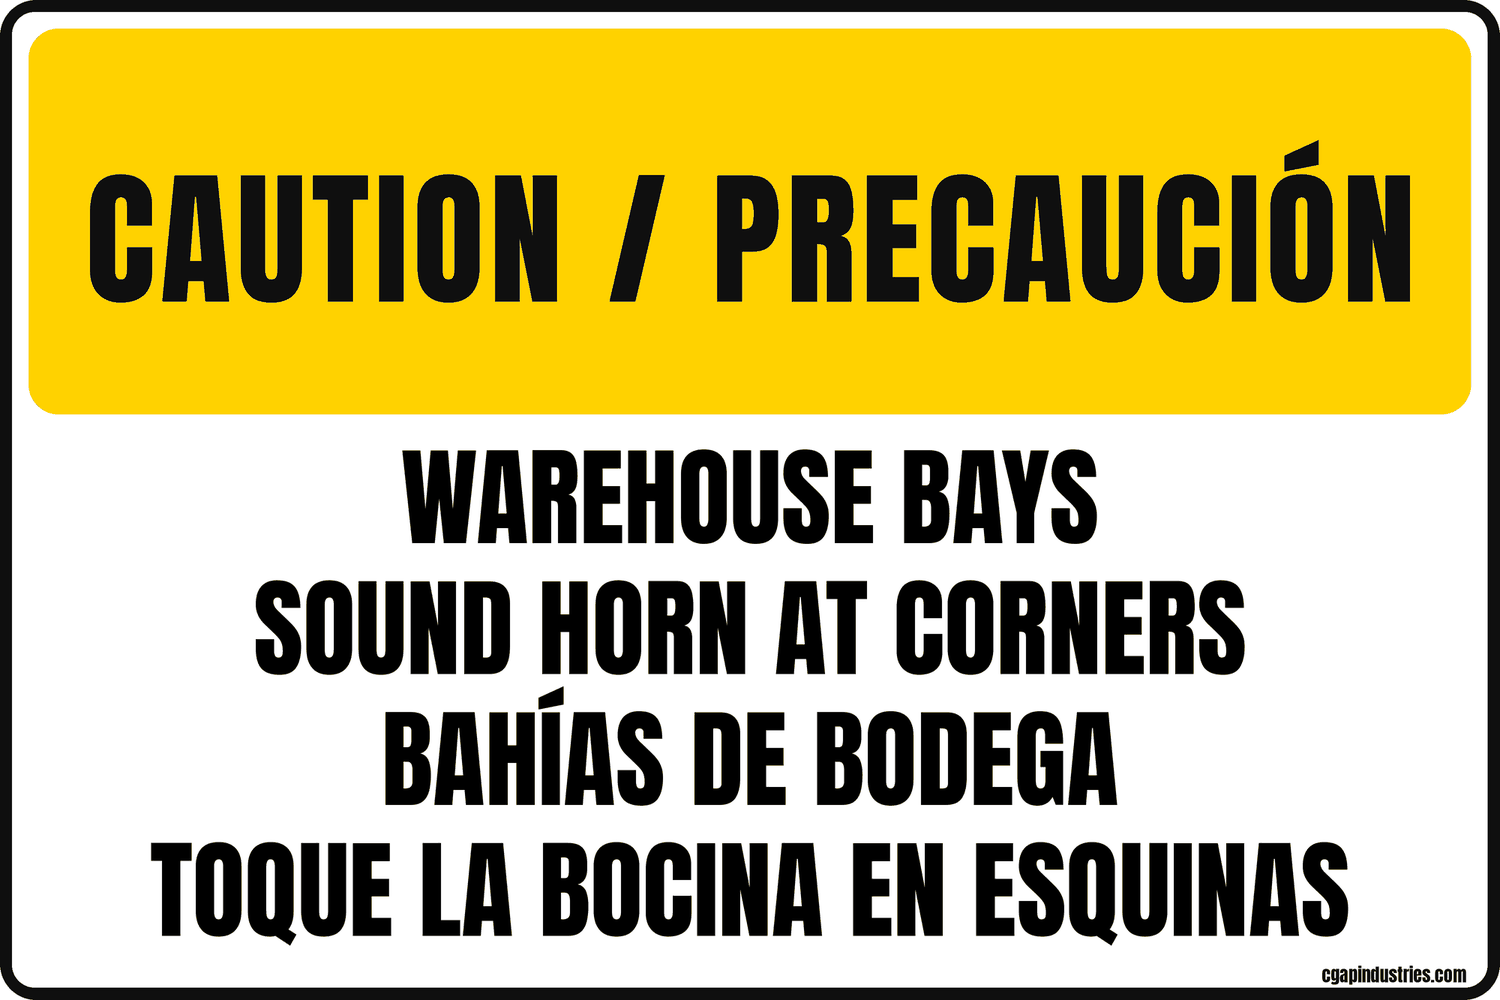 CAUTION / PRECAUCIÓN
WAREHOUSE BAYS
SOUND HORN AT CORNERS
BAHÍAS DE BODEGA
TOQUE LA BOCINA EN ESQUINAS
cgapindustries.com